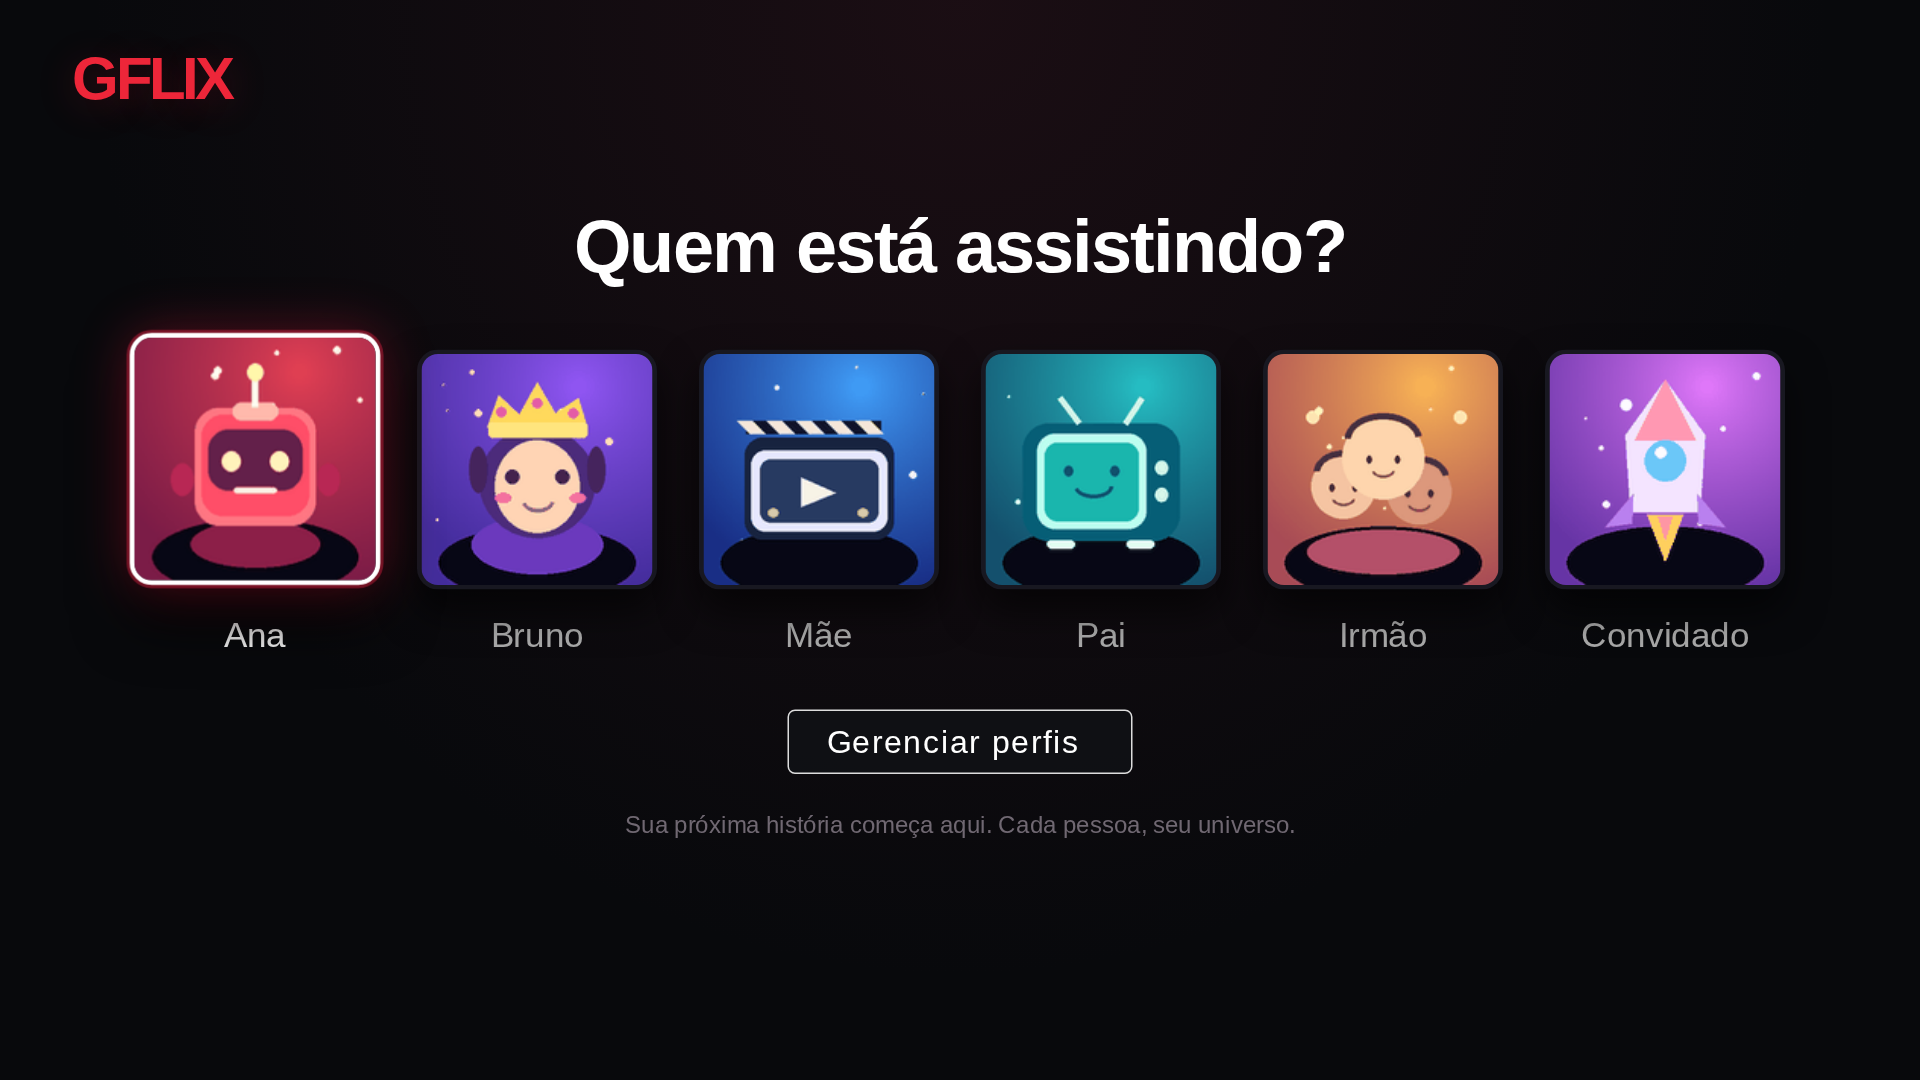 GFLIX
Quem está assistindo?
Ana
Bruno
Mãe
Pai
Irmão
Convidado
Gerenciar perfis
Sua próxima história começa aqui. Cada pessoa, seu universo.